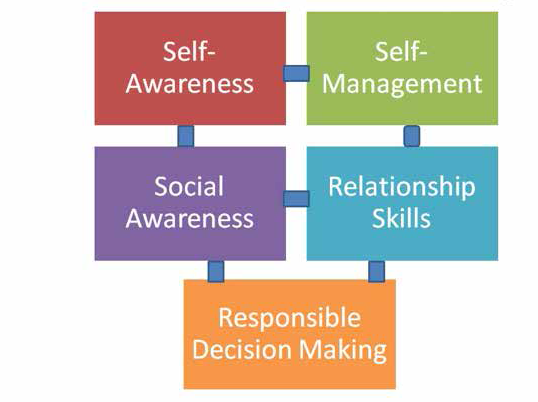 Self-
Awareness
Self-
Management
Social
Awareness
Relationship
Skills
Responsible
Decision Making